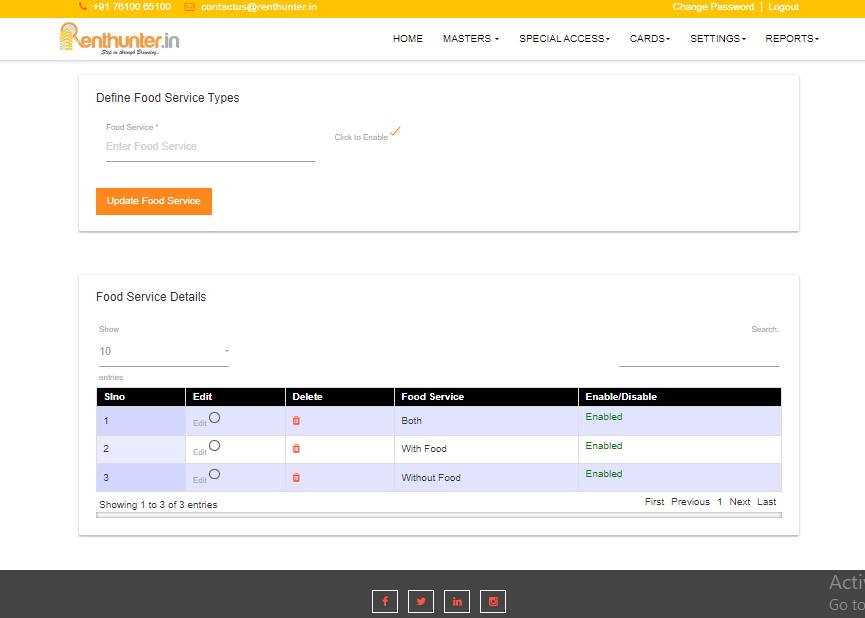 +91 76100 65100 contactus@renthunter.in Change Password | Logout
Renthunter.in
Step in through Browsing..
HOME MASTERS SPECIAL ACCESS CARDS SETTINGS REPORTS
Define Food Service Types
Food Service *
Enter Food Service
Click to Enable
Update Food Service
Food Service Details
Show
Search:
10
entries
Slno Edit Delete Food Service Enable/Disable
1 Edit Both Enabled
2 Edit With Food Enabled
3 Edit Without Food Enabled
Showing 1 to 3 of 3 entries First Previous 1 Next Last
Acti
Go to